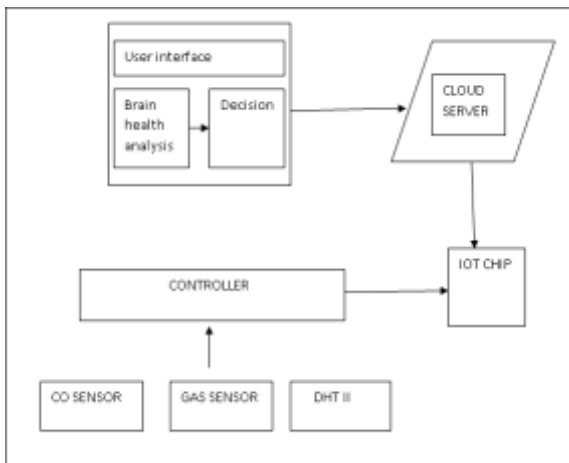 User interface
Brain
health
analysis
Decision
CLOUD
SERVER
IOT CHIP
CONTROLLER
CO SENSOR
GAS SENSOR
DHT II